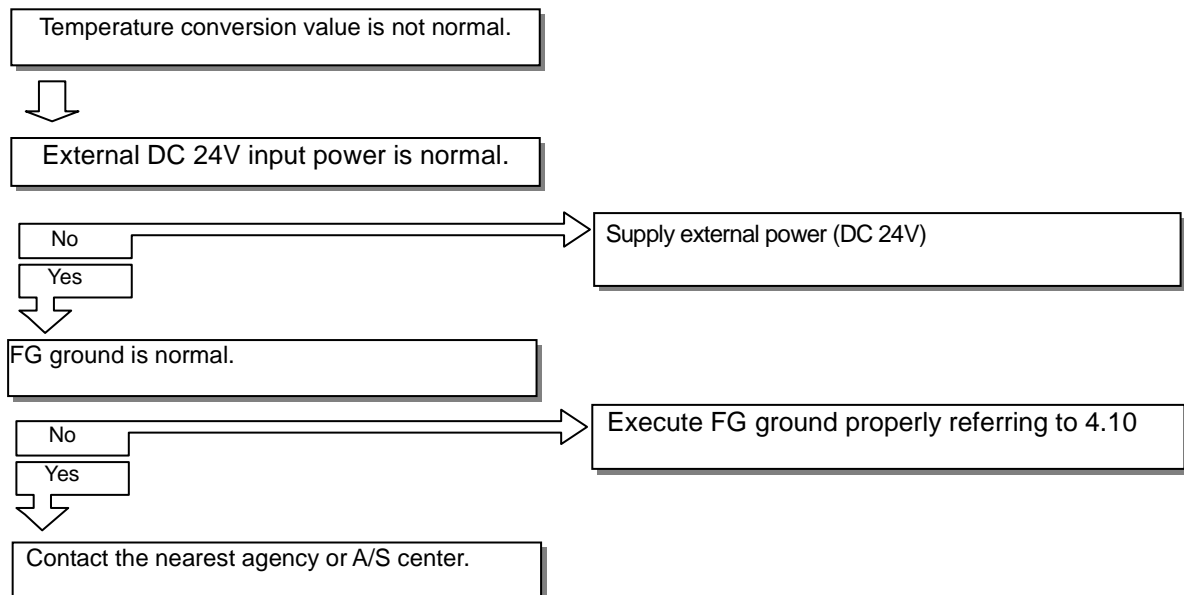 Temperature conversion value is not normal.
External DC 24V input power is normal.
No
Supply external power (DC 24V)
Yes
FG ground is normal.
No
Execute FG ground properly referring to 4.10
Yes
Contact the nearest agency or A/S center.